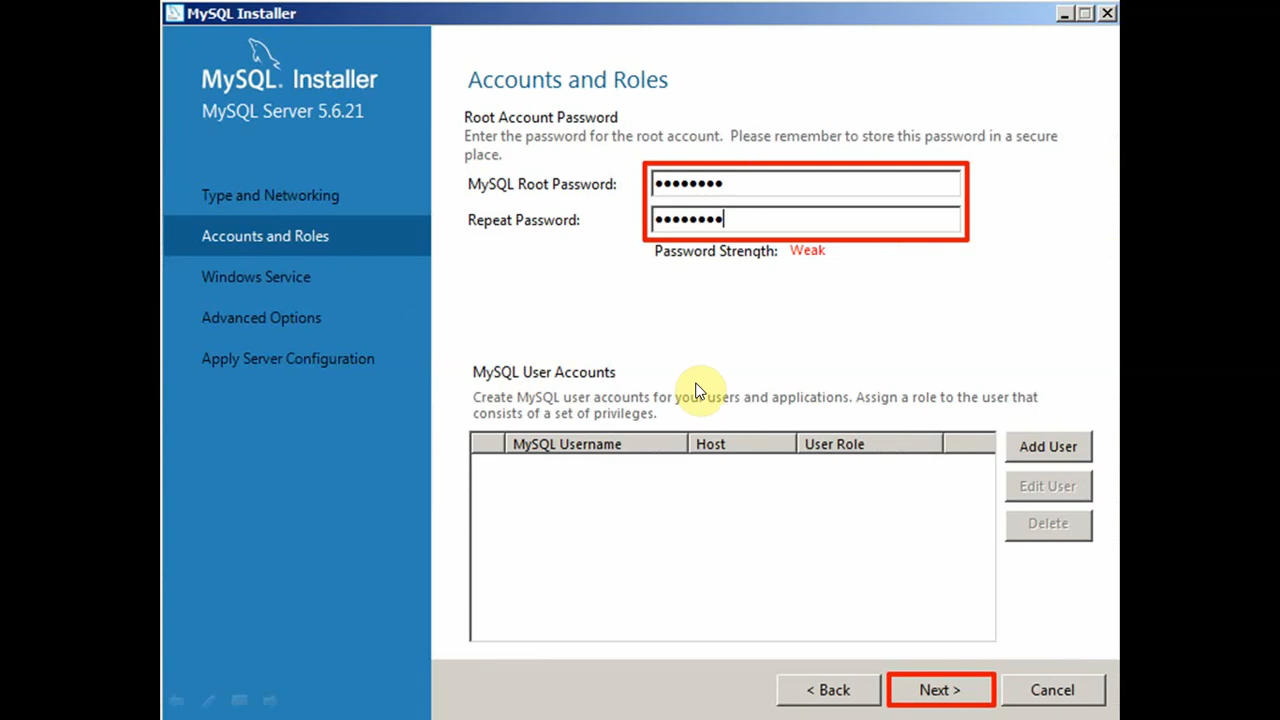 MySQL Installer
MySQL. Installer
MySQL Server 5.6.21
Type and Networking
Accounts and Roles
Windows Service
Advanced Options
Apply Server Configuration
Accounts and Roles
Root Account Password
Enter the password for the root account. Please remember to store this password in a secure
place.
MySQL Root Password: ●●●●●●●●
Repeat Password: ●●●●●●●●
Password Strength: Weak
MySQL User Accounts
Create MySQL user accounts for your users and applications. Assign a role to the user that
consists of a set of privileges.
MySQL Username Host User Role
Add User
Edit User
Delete
< Back Next > Cancel